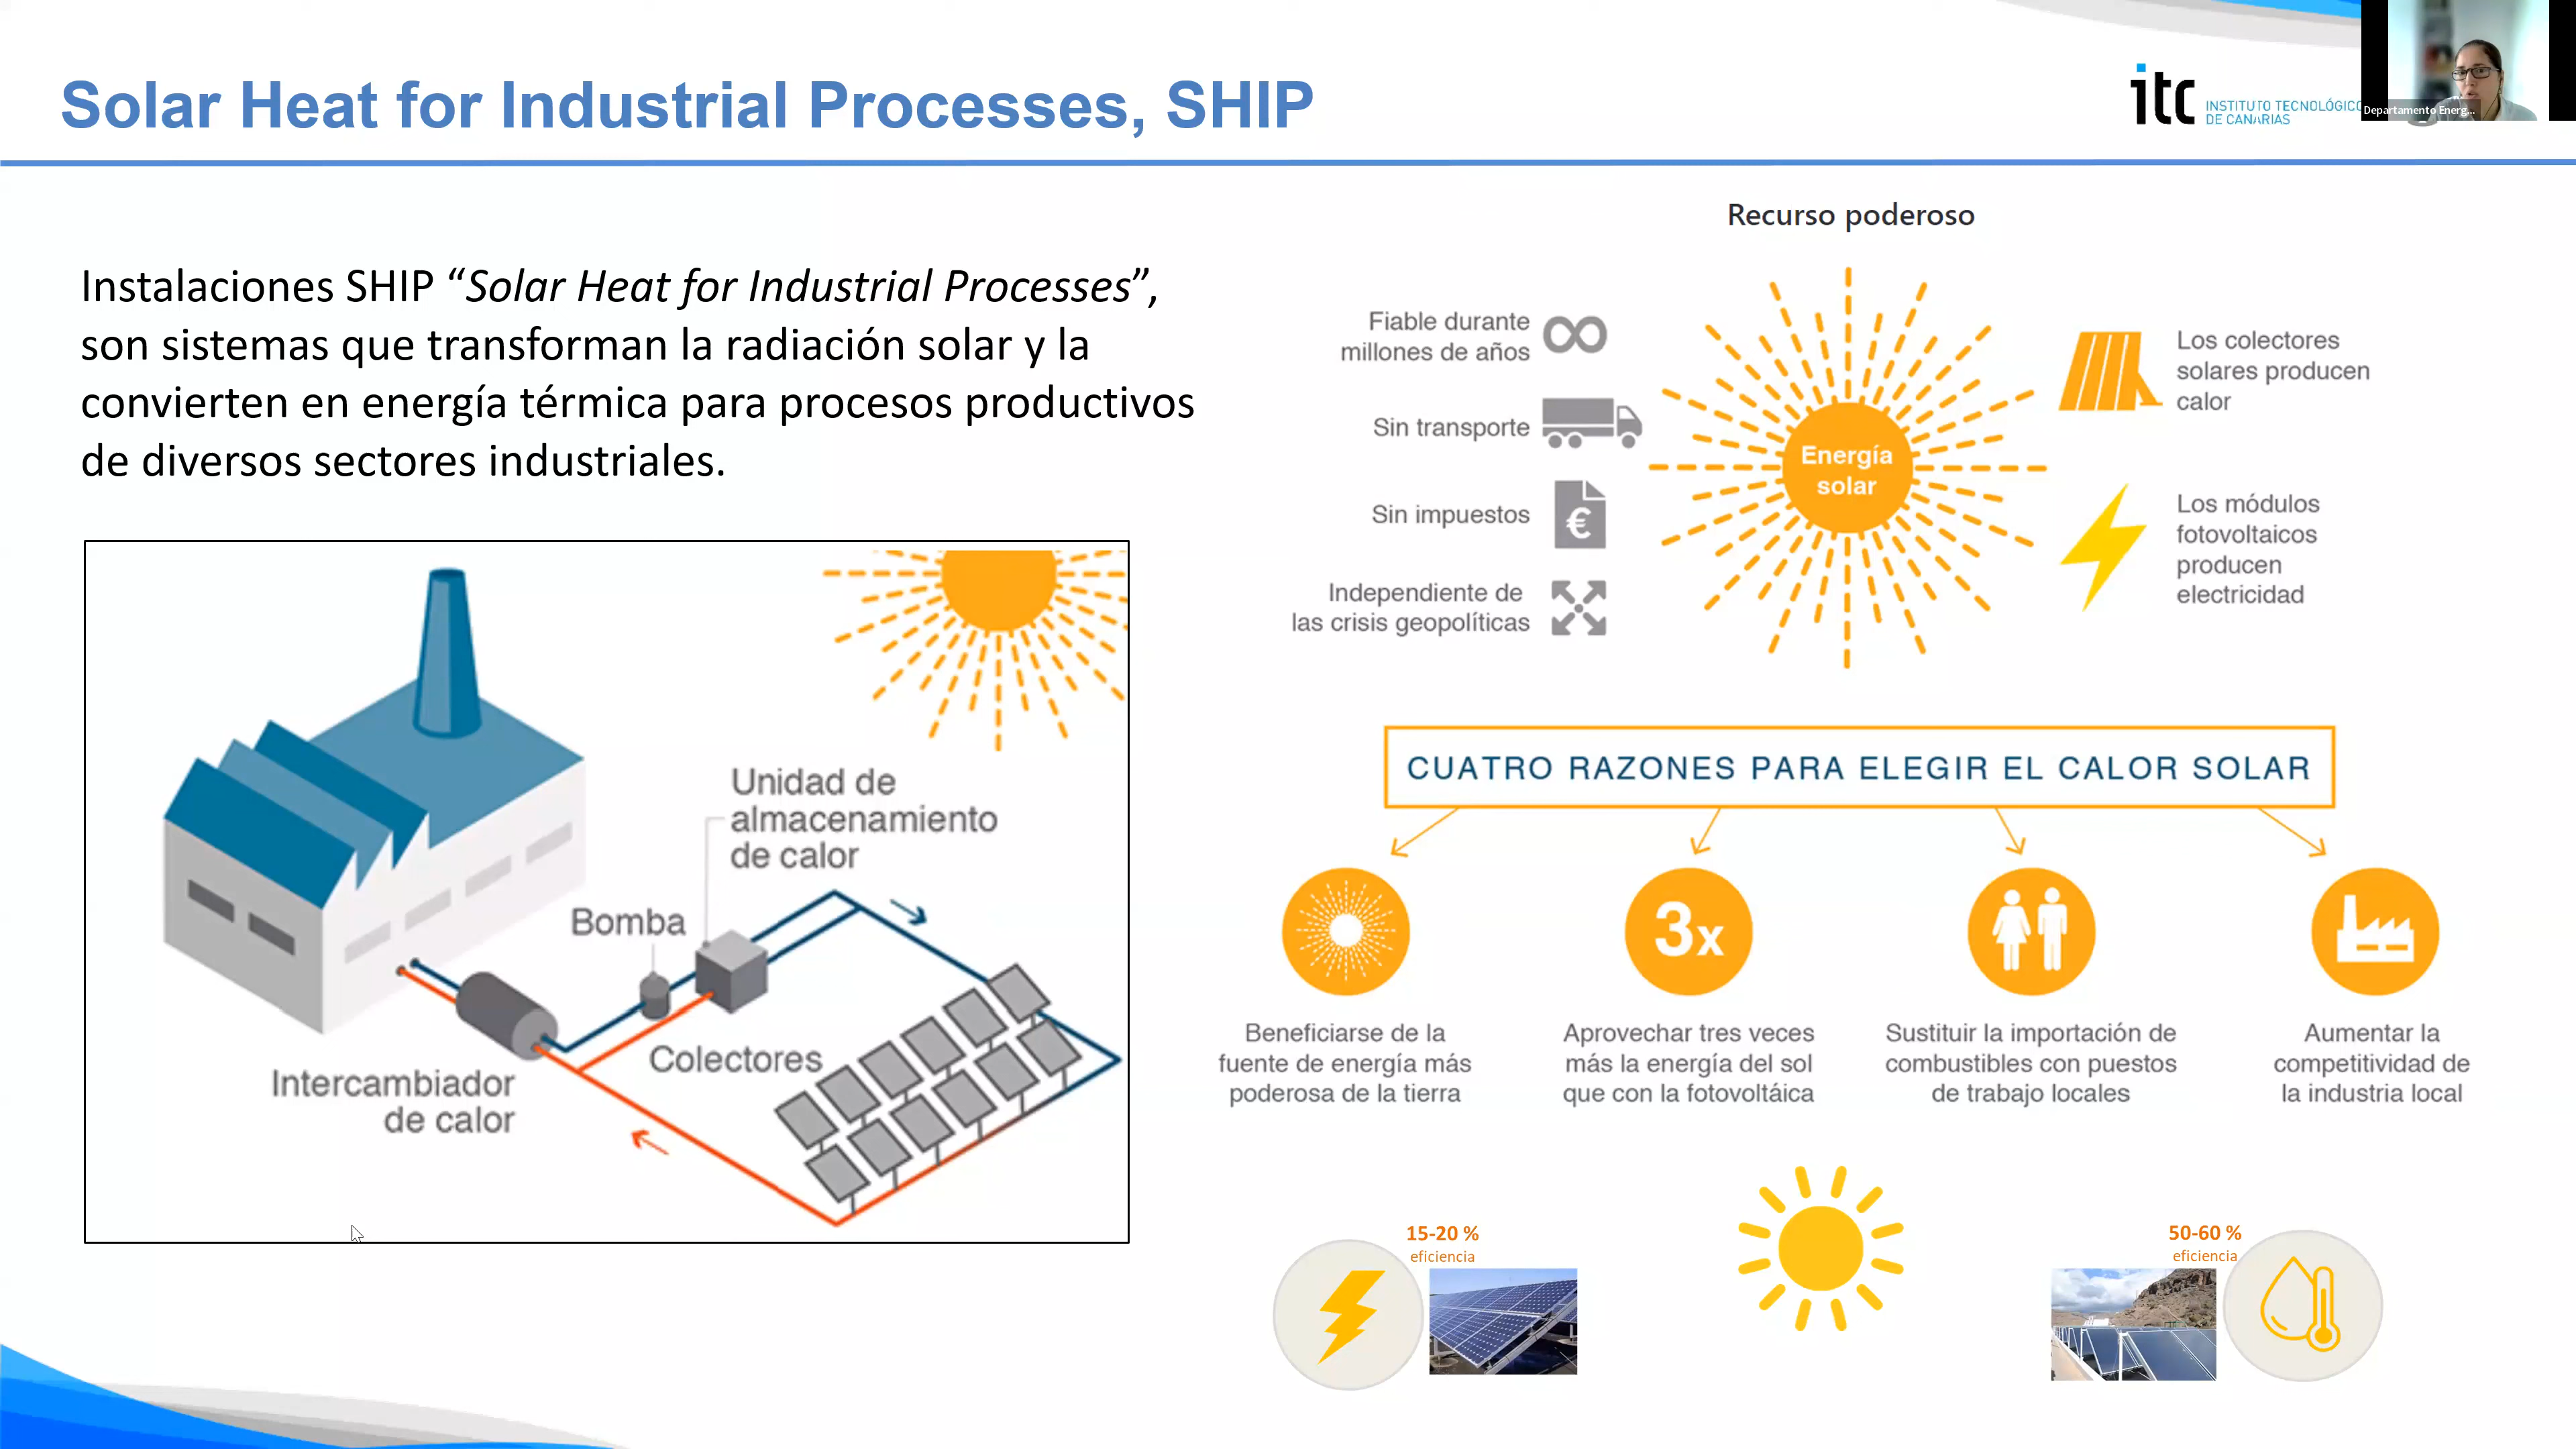 Solar Heat for Industrial Processes, SHIP
itc INSTITUTO TECNOLÓGICO
DE CANARIAS
Departamento Energ...
Instalaciones SHIP “Solar Heat for Industrial Processes”,
son sistemas que transforman la radiación solar y la
convierten en energía térmica para procesos productivos
de diversos sectores industriales.
Unidad de
almacenamiento
de calor
Bomba
Colectores
Intercambiador
de calor
Recurso poderoso
Fiable durante
millones de años
Sin transporte
Sin impuestos
€
Independiente de
las crisis geopolíticas
Energía
solar
Los colectores
solares producen
calor
Los módulos
fotovoltaicos
producen
electricidad
CUATRO RAZONES PARA ELEGIR EL CALOR SOLAR
Beneficiarse de la
fuente de energía más
poderosa de la tierra
3x
Aprovechar tres veces
más la energía del sol
que con la fotovoltáica
Sustituir la importación de
combustibles con puestos
de trabajo locales
Aumentar la
competitividad de
la industria local
15-20 %
eficiencia
50-60 %
eficiencia